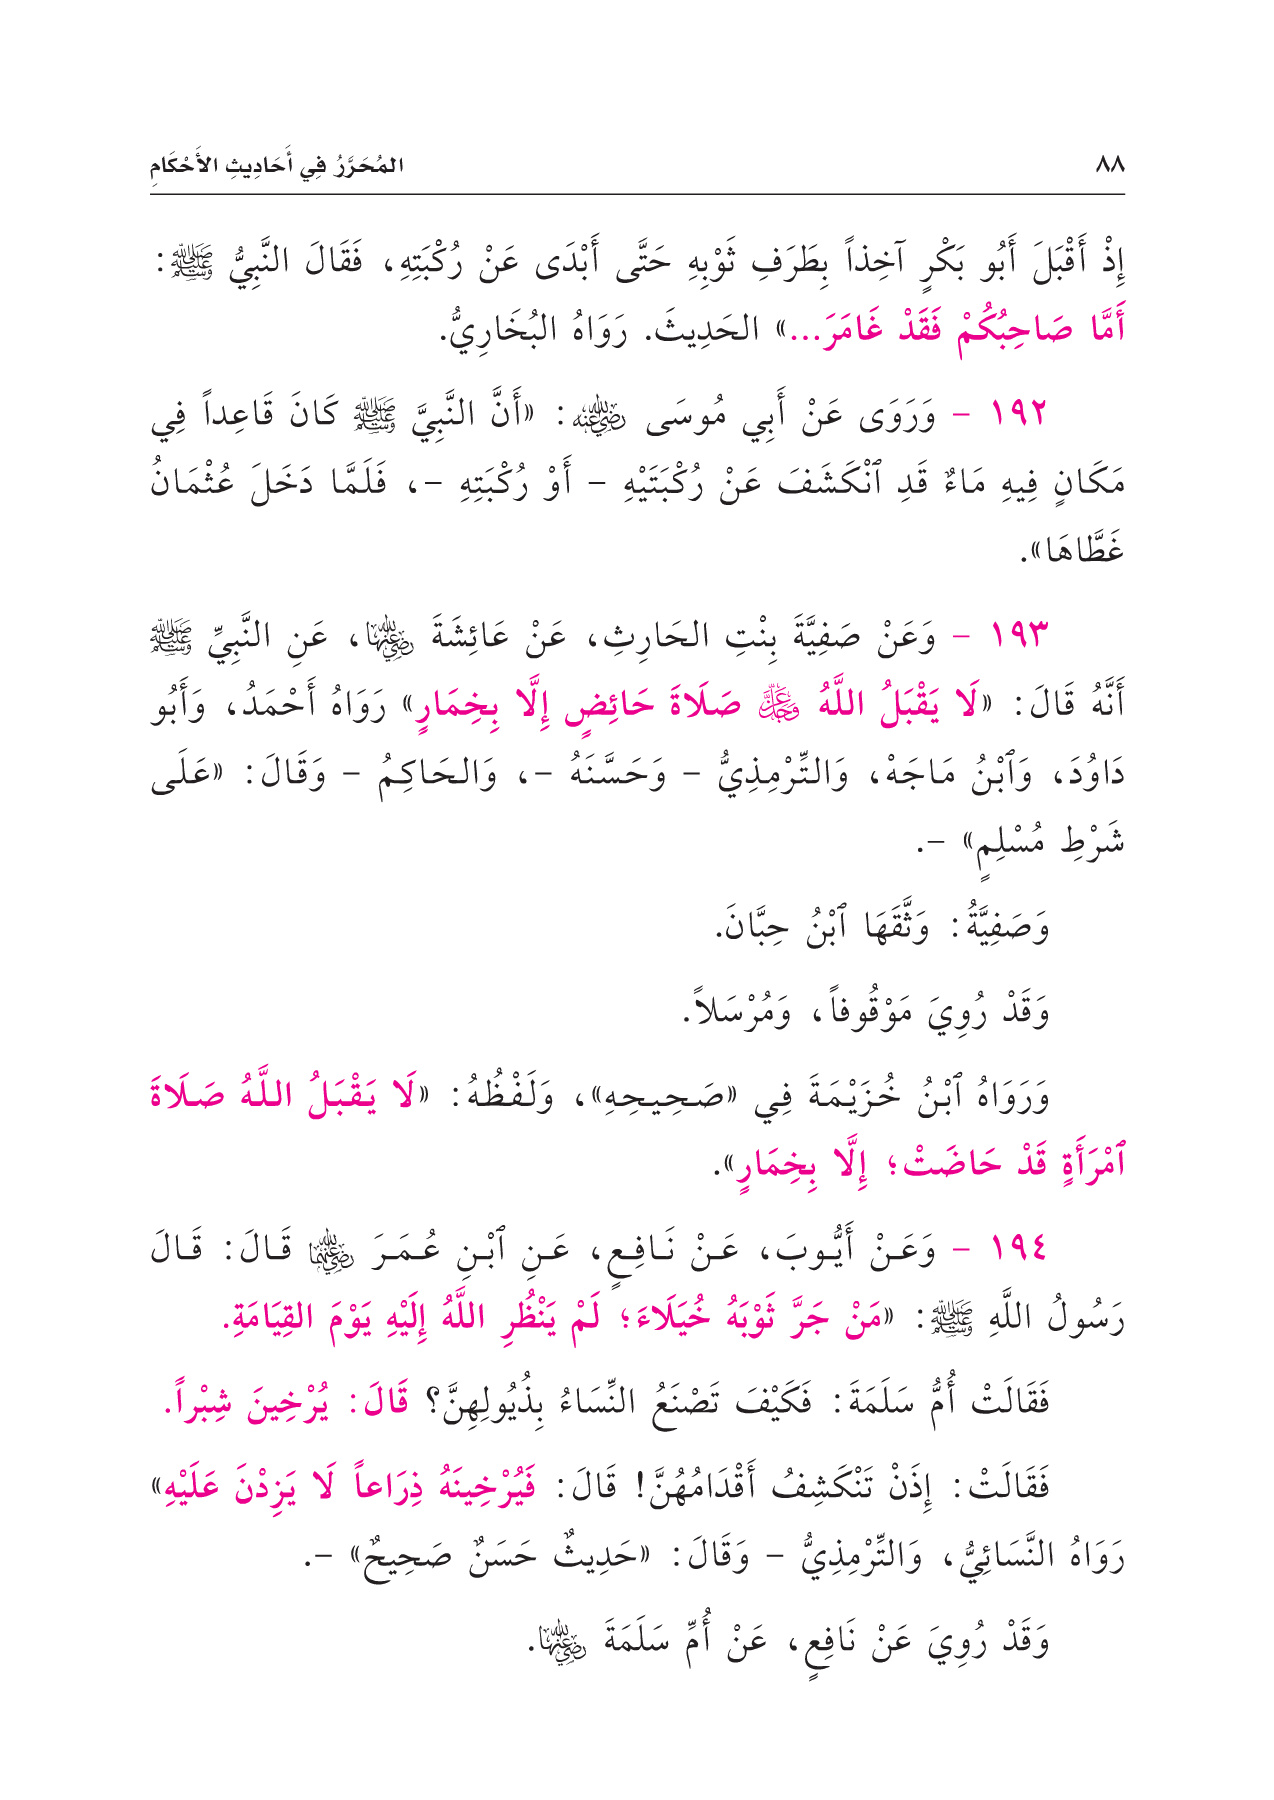 ٨٨ المُحَرَّرُ فِي أَحَادِيثِ الأَحْكَامِ
إِذْ أَقْبَلَ أَبُو بَكْرٍ آخِذاً بِطَرَفِ ثَوْبِهِ حَتَّى أَبْدَى عَنْ رُكْبَتِهِ، فَقَالَ النَّبِيُّ ﷺ:
أَمَّا صَاحِبُكُمْ فَقَدْ غَامَرَ...» الحَدِيثَ. رَوَاهُ البُخَارِيُّ.
١٩٢ - وَرَوَى عَنْ أَبِي مُوسَى رضي الله عنه: «أَنَّ النَّبِيَّ ﷺ كَانَ قَاعِداً فِي
مَكَانٍ فِيهِ مَاءٌ قَدِ ٱنْكَشَفَ عَنْ رُكْبَتَيْهِ - أَوْ رُكْبَتِهِ -، فَلَمَّا دَخَلَ عُثْمَانُ
غَطَّاهَا».
١٩٣ - وَعَنْ صَفِيَّةَ بِنْتِ الحَارِثِ، عَنْ عَائِشَةَ رضي الله عنها، عَنِ النَّبِيِّ ﷺ
أَنَّهُ قَالَ: «لَا يَقْبَلُ اللَّهُ عز وجل صَلَاةَ حَائِضٍ إِلَّا بِخِمَارٍ» رَوَاهُ أَحْمَدُ، وَأَبُو
دَاوُدَ، وَٱبْنُ مَاجَهْ، وَالتِّرْمِذِيُّ - وَحَسَّنَهُ -، وَالحَاكِمُ - وَقَالَ: «عَلَى
شَرْطِ مُسْلِمٍ» -.
وَصَفِيَّةُ: وَثَّقَهَا ٱبْنُ حِبَّانَ.
وَقَدْ رُوِيَ مَوْقُوفاً، وَمُرْسَلاً.
وَرَوَاهُ ٱبْنُ خُزَيْمَةَ فِي «صَحِيحِهِ»، وَلَفْظُهُ: «لَا يَقْبَلُ اللَّهُ صَلَاةَ
ٱمْرَأَةٍ قَدْ حَاضَتْ؛ إِلَّا بِخِمَارٍ».
١٩٤ - وَعَنْ أَيُّوبَ، عَنْ نَافِعٍ، عَنِ ٱبْنِ عُمَرَ رضي الله عنهما قَالَ: قَالَ
رَسُولُ اللَّهِ ﷺ: «مَنْ جَرَّ ثَوْبَهُ خُيَلَاءَ؛ لَمْ يَنْظُرِ اللَّهُ إِلَيْهِ يَوْمَ القِيَامَةِ.
فَقَالَتْ أُمُّ سَلَمَةَ: فَكَيْفَ تَصْنَعُ النِّسَاءُ بِذُيُولِهِنَّ؟ قَالَ: يُرْخِينَ شِبْراً.
فَقَالَتْ: إِذَنْ تَنْكَشِفُ أَقْدَامُهُنَّ! قَالَ: فَيُرْخِينَهُ ذِرَاعاً لَا يَزِدْنَ عَلَيْهِ»
رَوَاهُ النَّسَائِيُّ، وَالتِّرْمِذِيُّ - وَقَالَ: «حَدِيثٌ حَسَنٌ صَحِيحٌ» -.
وَقَدْ رُوِيَ عَنْ نَافِعٍ، عَنْ أُمِّ سَلَمَةَ رضي الله عنها.